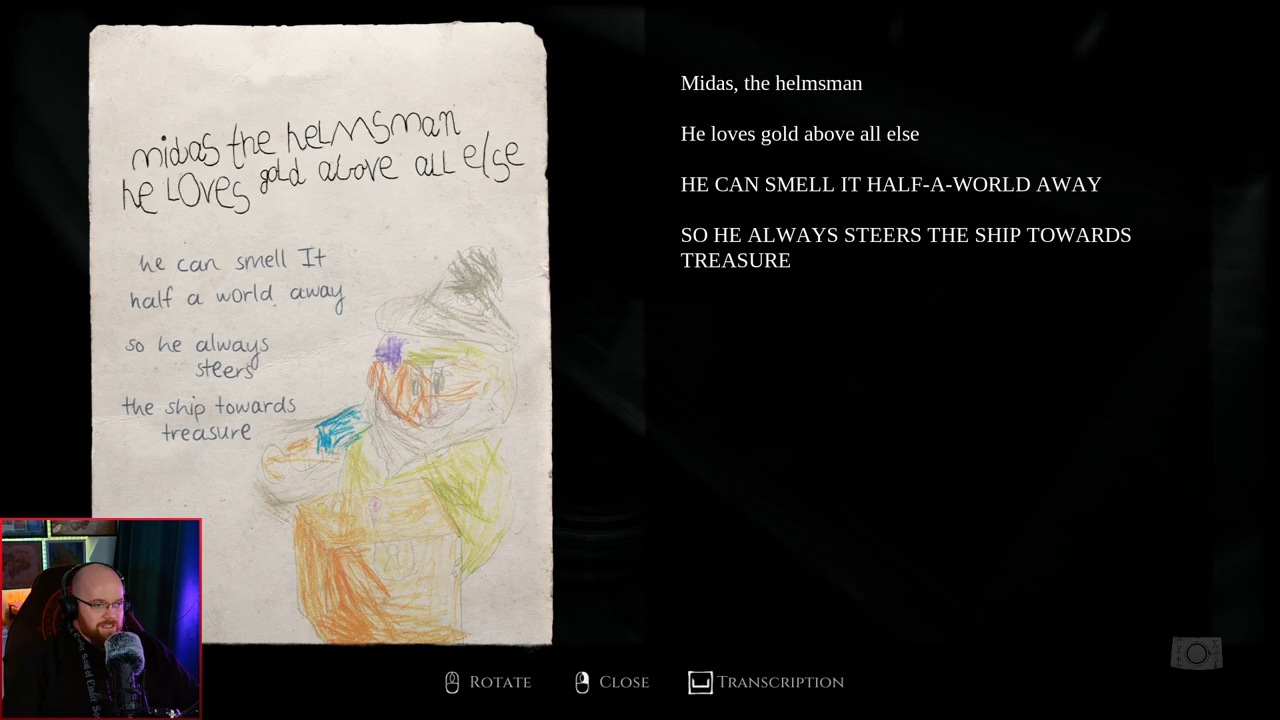 midas the helmsman
he LOVes gold above all else
he can smell It
half a world away
so he always
steers
the ship towards
treasure
Midas, the helmsman
He loves gold above all else
HE CAN SMELL IT HALF-A-WORLD AWAY
SO HE ALWAYS STEERS THE SHIP TOWARDS
TREASURE
ROTATE
CLOSE
TRANSCRIPTION